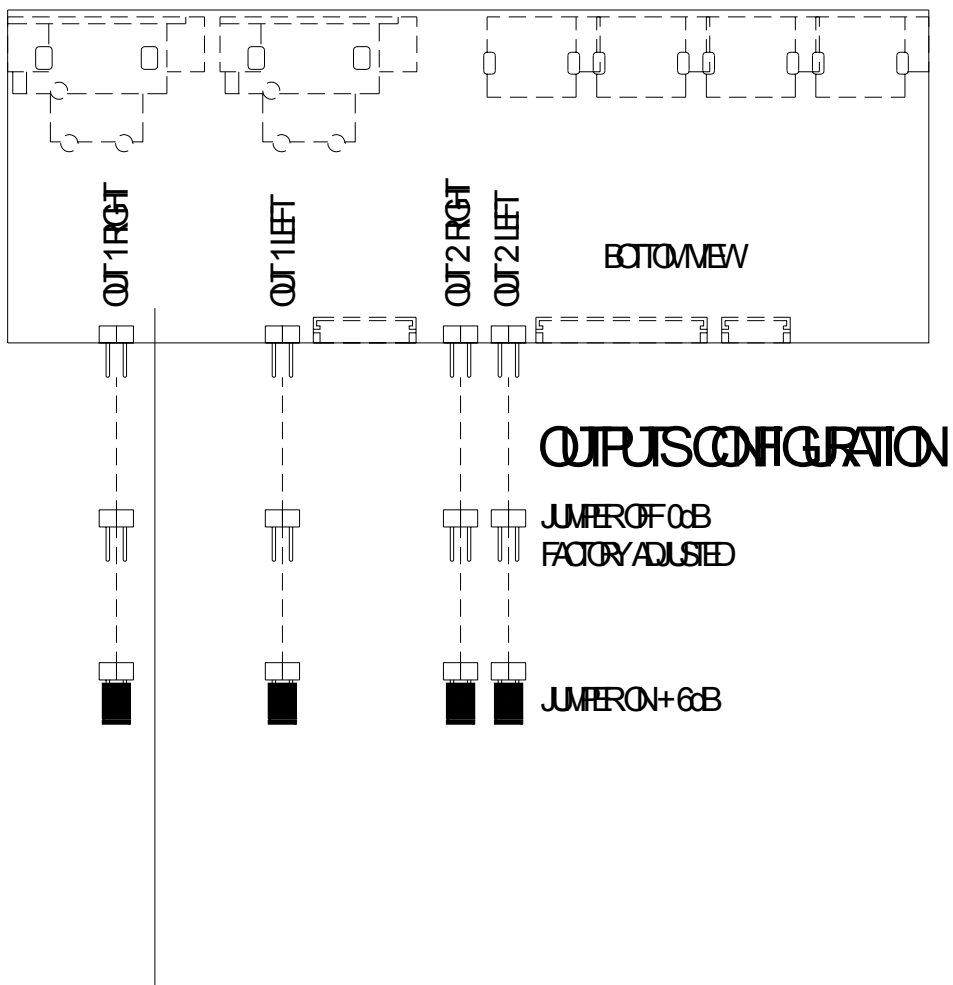 OUT 1 RIGHT
OUT 1 LEFT
OUT 2 RIGHT
OUT 2 LEFT
BOTTOM VIEW
OUTPUTS CONFIGURATION
JUMPER OFF 0dB
FACTORY ADJUSTED
JUMPER ON + 6dB